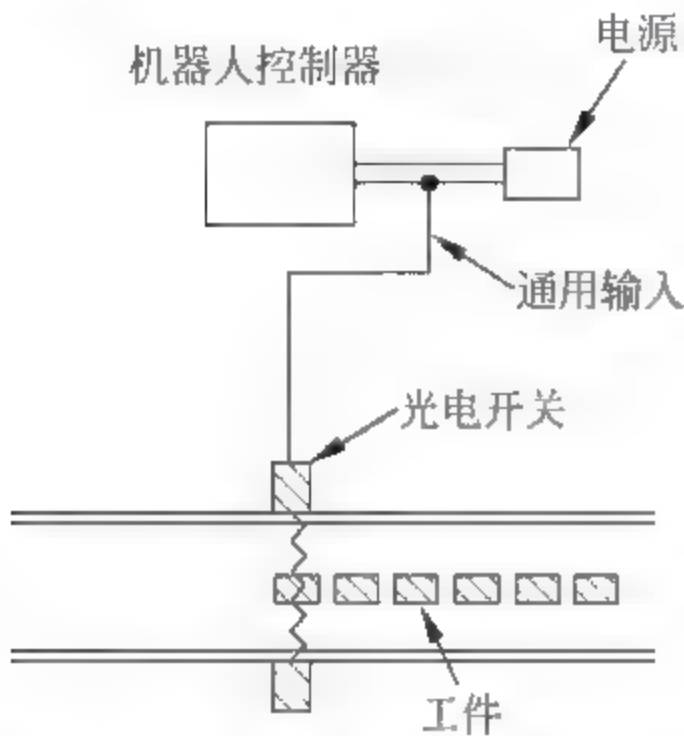 电源
机器人控制器
通用输入
光电开关
工件